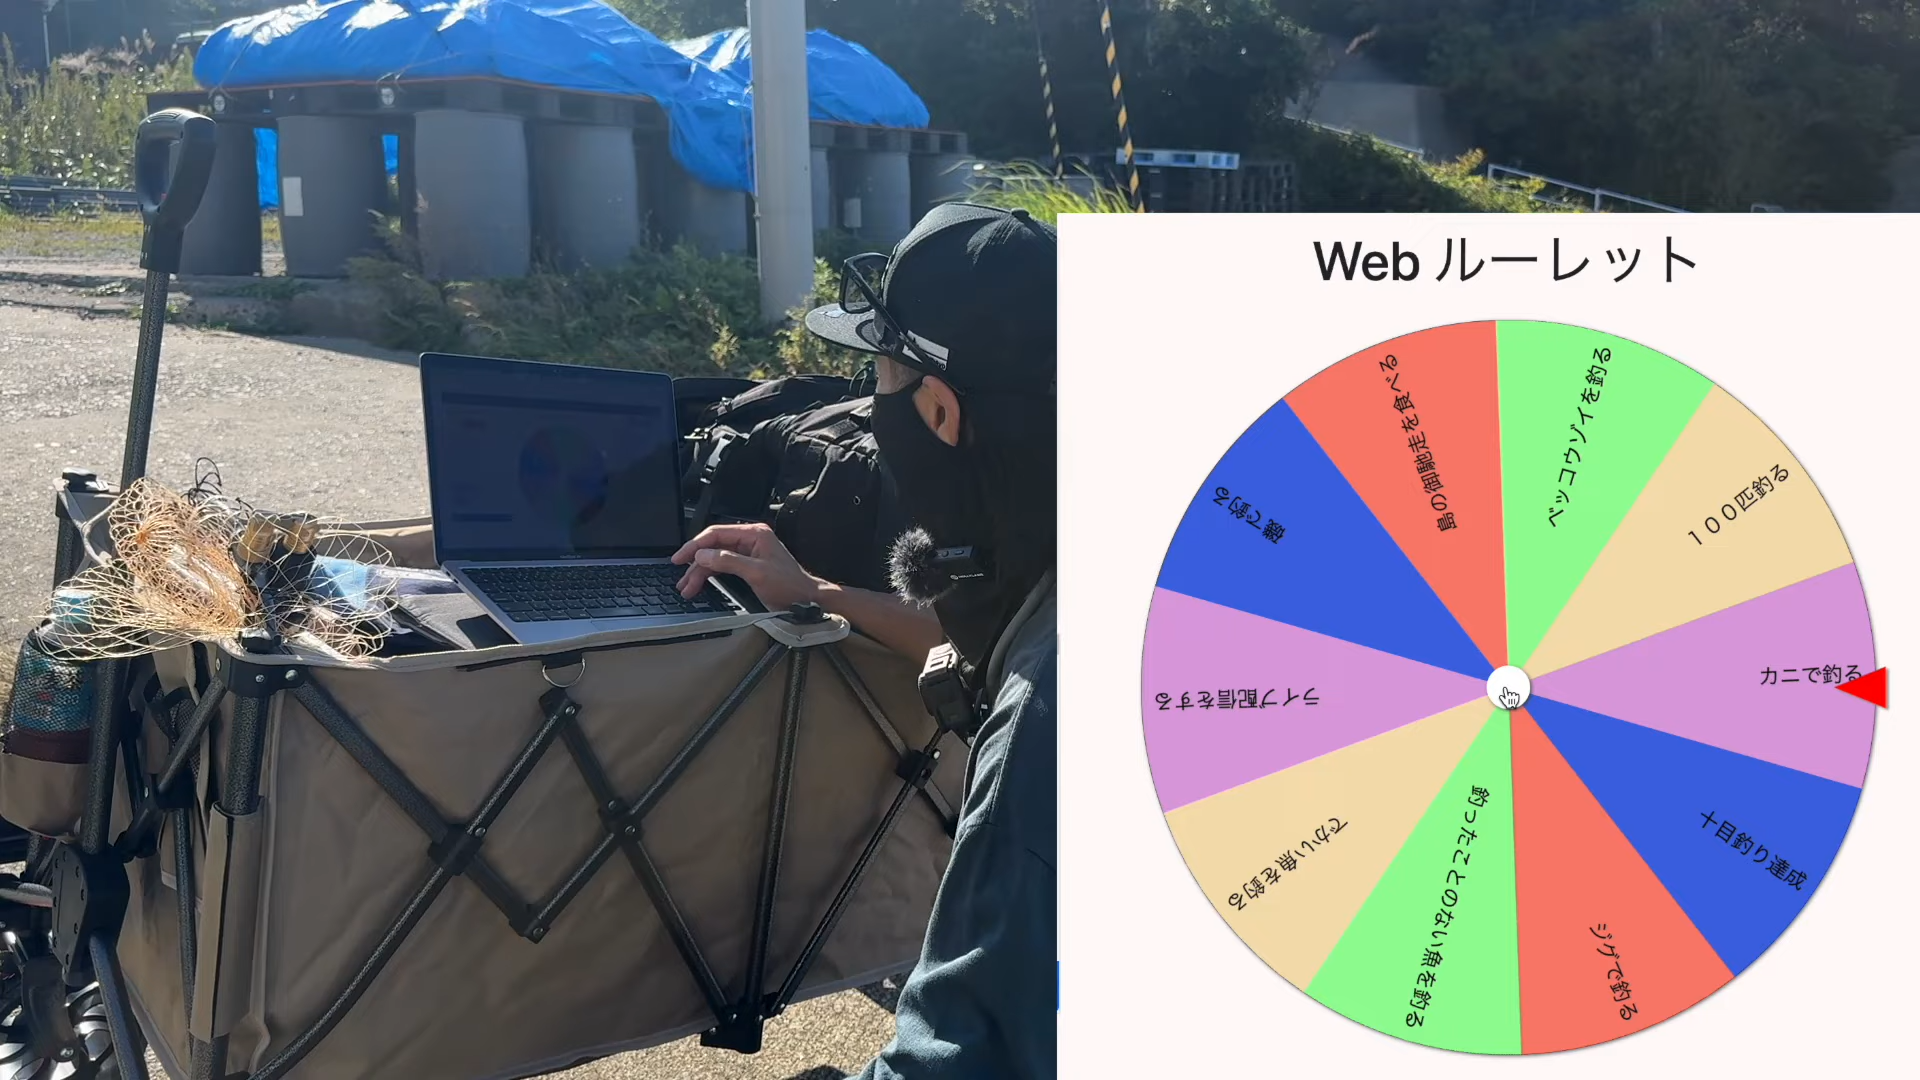 Web ルーレット
島の御馳走を食べる
ベッコウゾイを釣る
１００匹釣る
カニで釣る
十目釣り達成
ジグで釣る
釣ったことのない魚を釣る
でかい魚を釣る
ライブ配信をする
磯で釣る